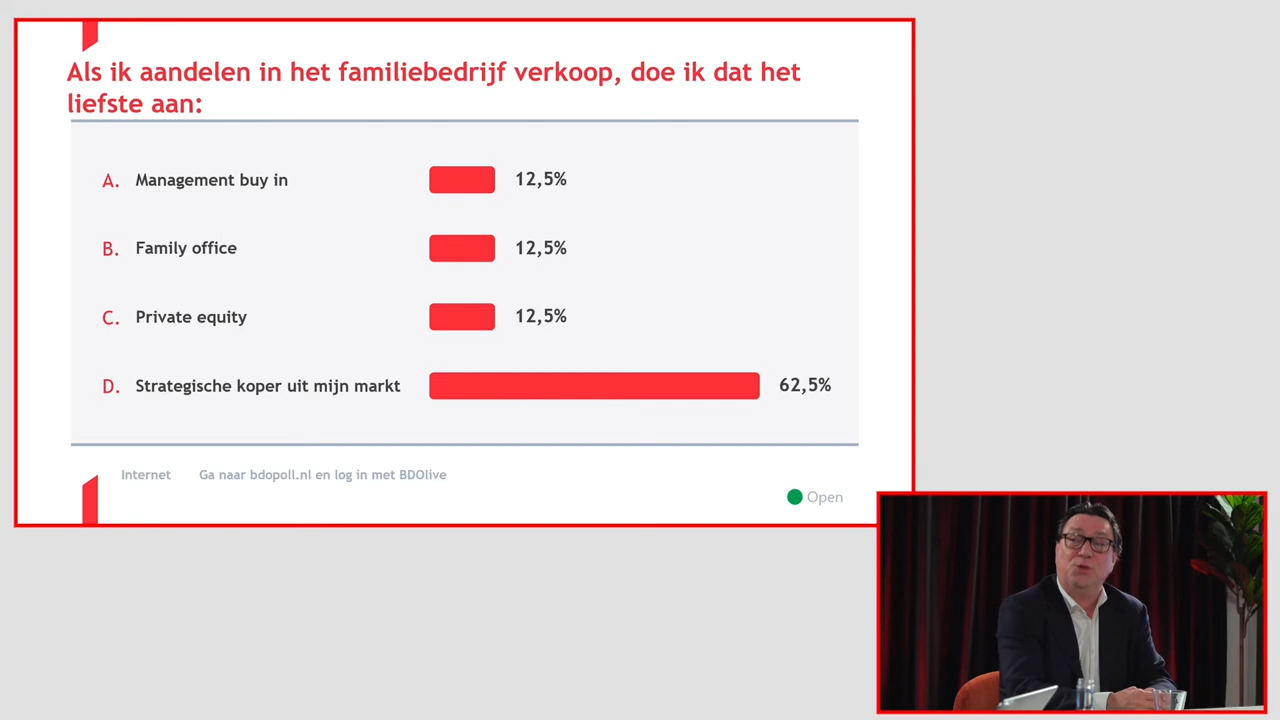 Als ik aandelen in het familiebedrijf verkoop, doe ik dat het
liefste aan:
A. Management buy in 12,5%
B. Family office 12,5%
C. Private equity 12,5%
D. Strategische koper uit mijn markt 62,5%
Internet Ga naar bdopoll.nl en log in met BDOlive
Open